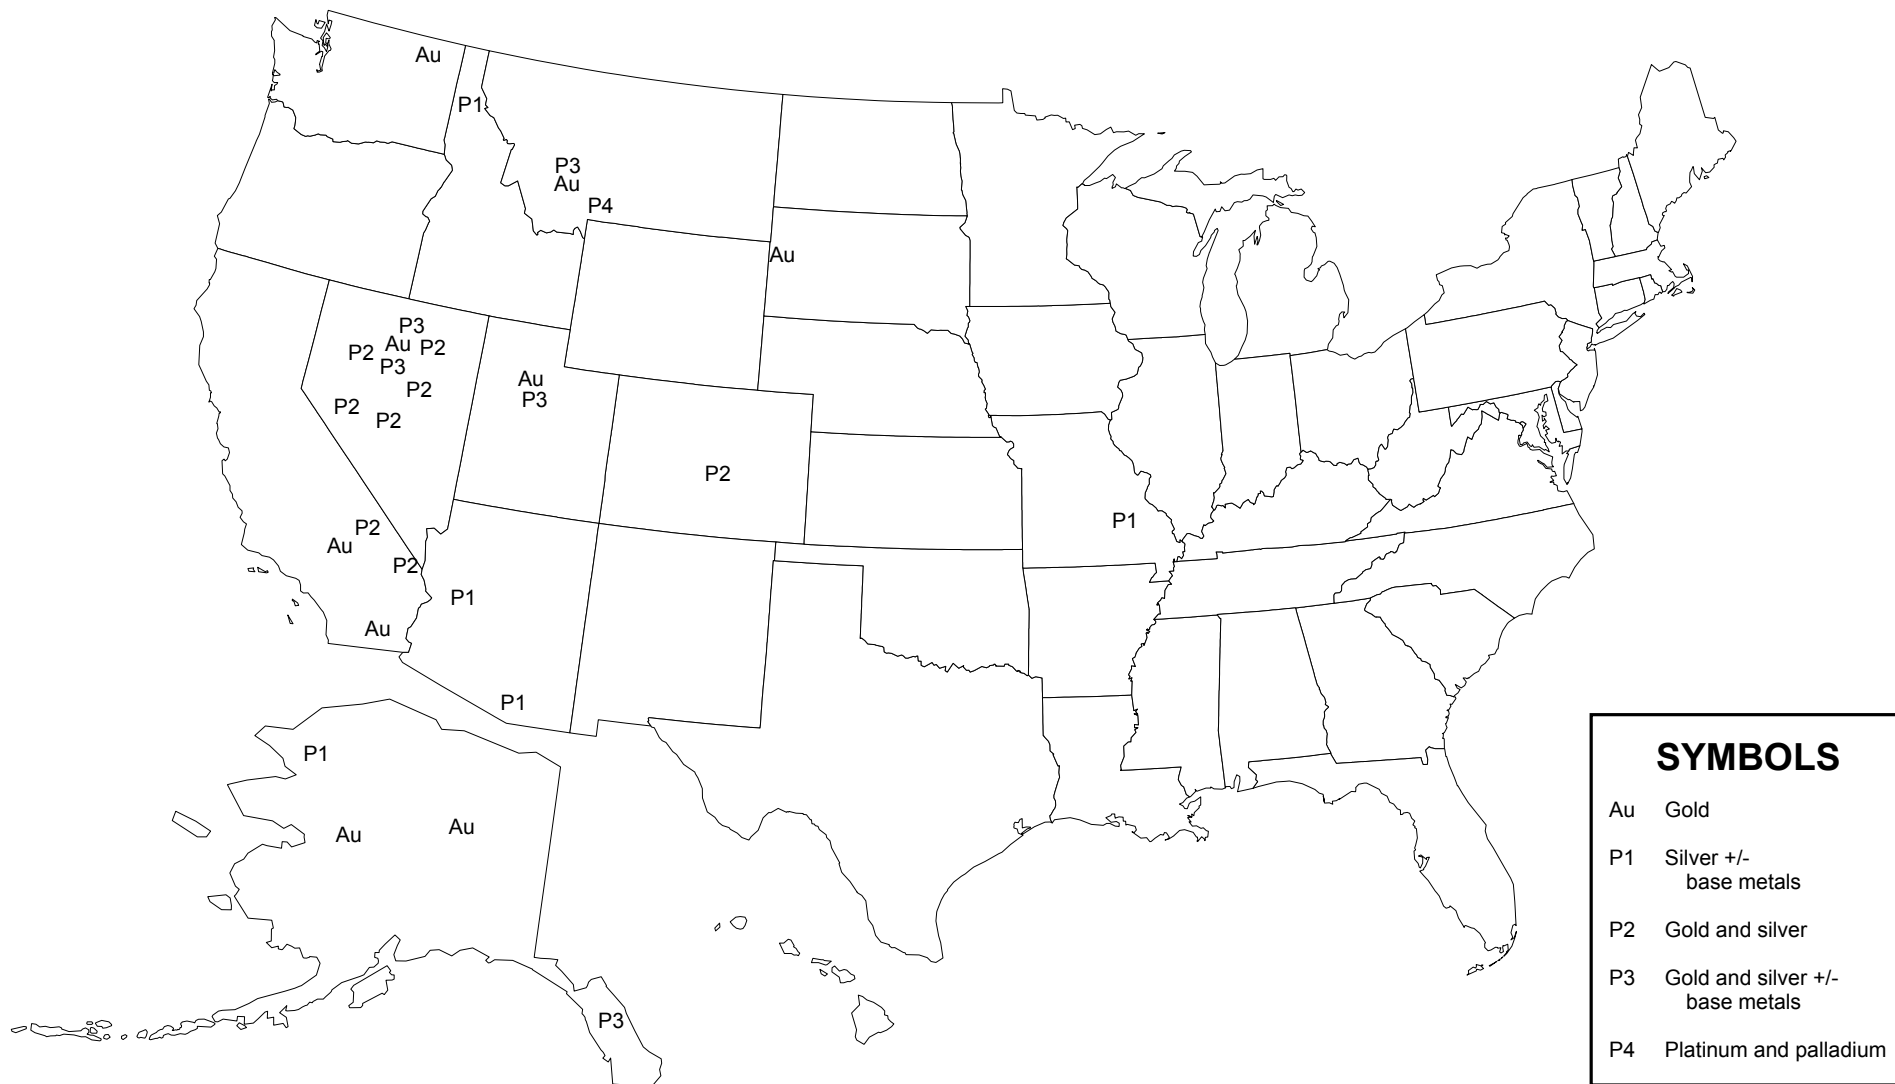 Au
P1
P3
Au
P4
Au
P3
Au
P2
P2
P3
P2
P2
P2
Au
P3
P2
P2
Au
P2
P1
Au
P1
P1
P1
Au
Au
P3
SYMBOLS
Au Gold
P1 Silver +/-
base metals
P2 Gold and silver
P3 Gold and silver +/-
base metals
P4 Platinum and palladium